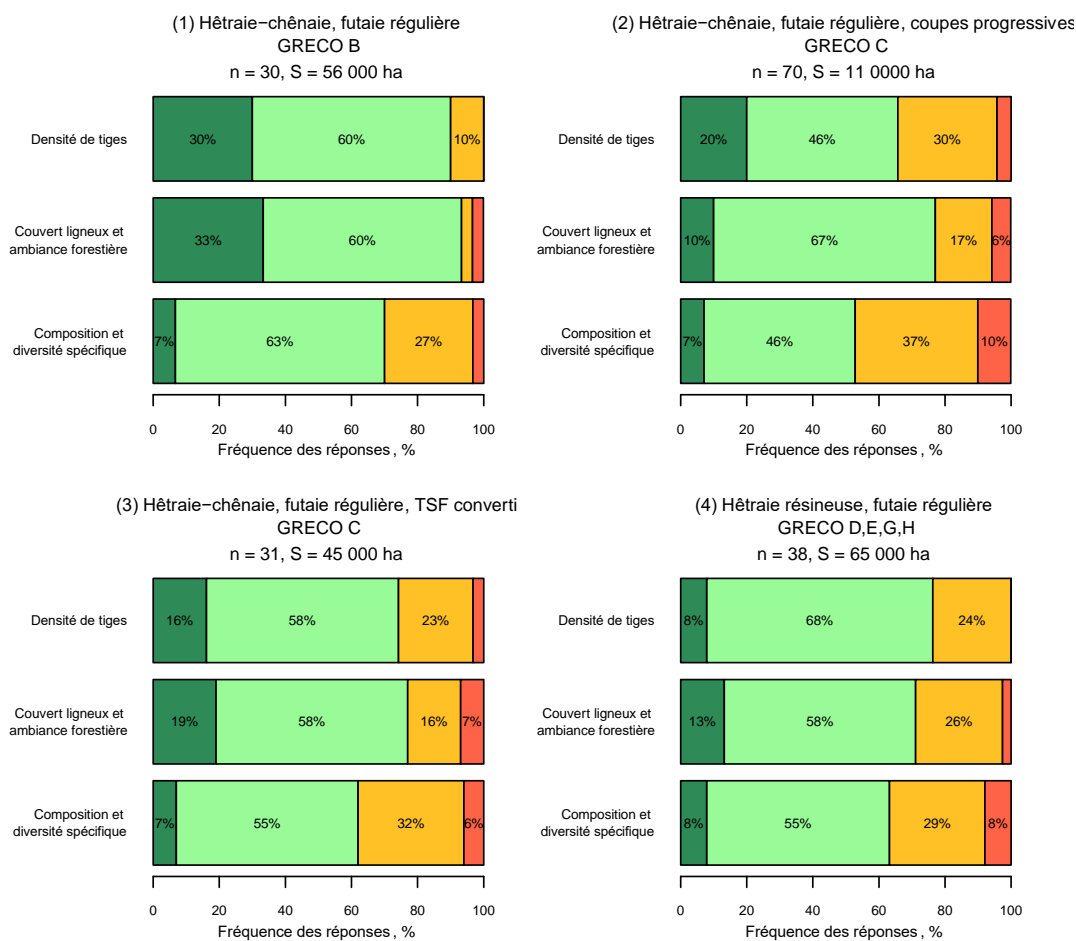 (1) Hêtraie−chênaie, futaie régulière
GRECO B
n = 30, S = 56 000 ha
Densité de tiges
30% 60% 10%
Couvert ligneux et
ambiance forestière
33% 60%
Composition et
diversité spécifique
7% 63% 27%
0 20 40 60 80 100
Fréquence des réponses , %
(2) Hêtraie−chênaie, futaie régulière, coupes progressives
GRECO C
n = 70, S = 11 0000 ha
Densité de tiges
20% 46% 30%
Couvert ligneux et
ambiance forestière
10% 67% 17% 6%
Composition et
diversité spécifique
7% 46% 37% 10%
0 20 40 60 80 100
Fréquence des réponses , %
(3) Hêtraie−chênaie, futaie régulière, TSF converti
GRECO C
n = 31, S = 45 000 ha
Densité de tiges
16% 58% 23%
Couvert ligneux et
ambiance forestière
19% 58% 16% 7%
Composition et
diversité spécifique
7% 55% 32% 6%
0 20 40 60 80 100
Fréquence des réponses , %
(4) Hêtraie résineuse, futaie régulière
GRECO D,E,G,H
n = 38, S = 65 000 ha
Densité de tiges
8% 68% 24%
Couvert ligneux et
ambiance forestière
13% 58% 26%
Composition et
diversité spécifique
8% 55% 29% 8%
0 20 40 60 80 100
Fréquence des réponses , %